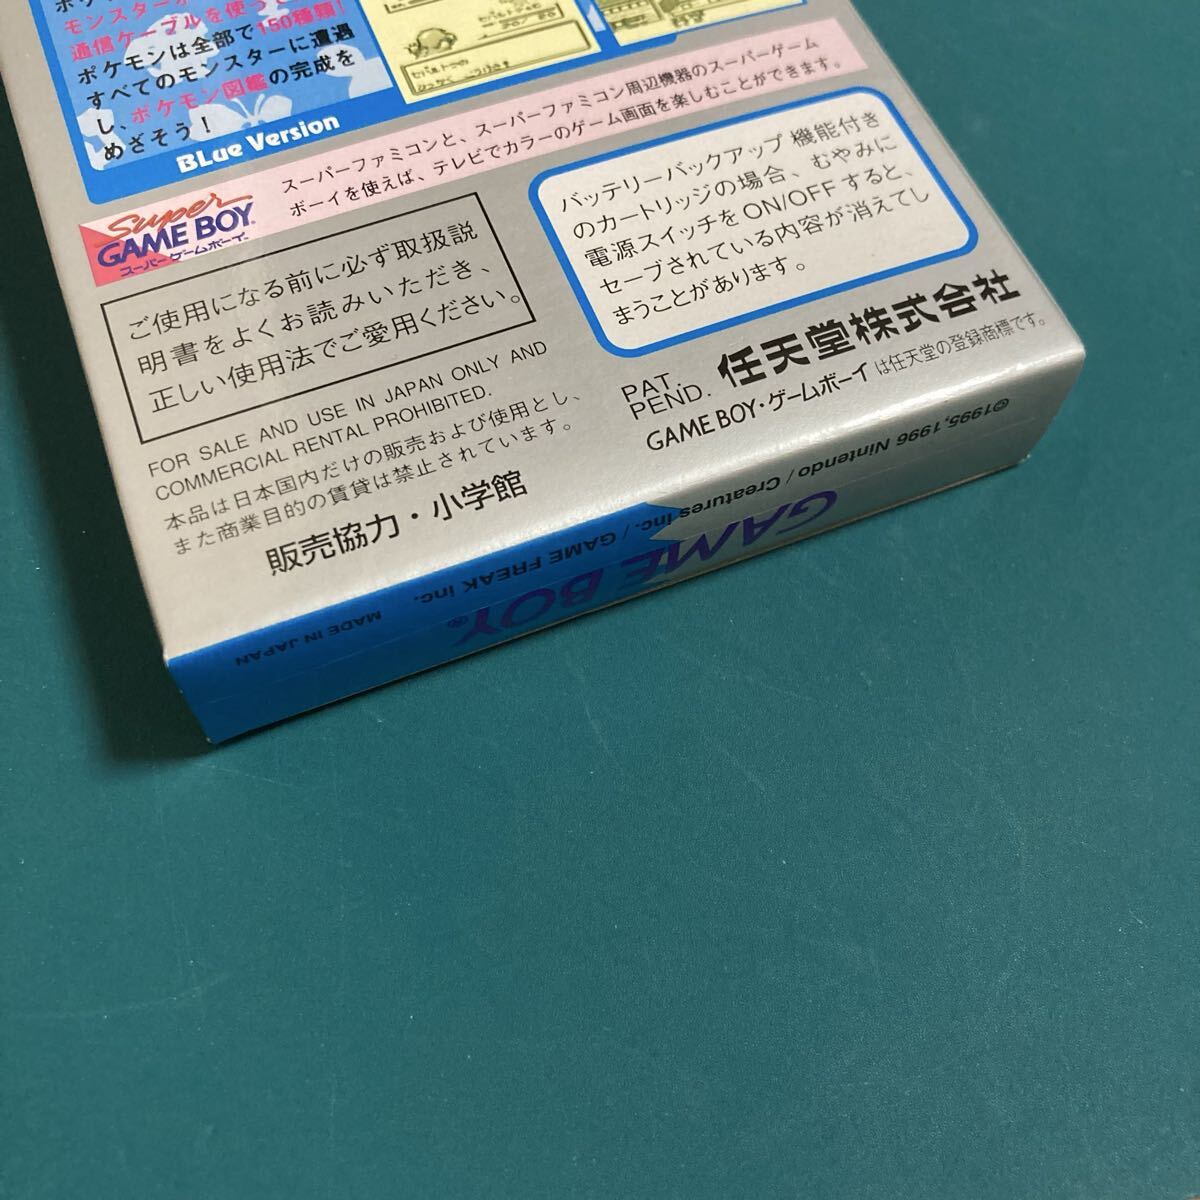 通信ケーブルを使うと
ポケモンは全部で150種類！
すべてのモンスターに遭遇
し、ポケモン図鑑の完成を
めざそう！
BLue Version
Super
GAME BOY
スーパーゲームボーイ
スーパーファミコンと、スーパーファミコン周辺機器のスーパーゲーム
ボーイを使えば、テレビでカラーのゲーム画面を楽しむことができます。
ご使用になる前に必ず取扱説
明書をよくお読みいただき、
正しい使用法でご愛用ください。
バッテリーバックアップ機能付き
のカートリッジの場合、むやみに
電源スイッチをON/OFFすると、
セーブされている内容が消えてし
まうことがあります。
FOR SALE AND USE IN JAPAN ONLY AND
COMMERCIAL RENTAL PROHIBITED.
本品は日本国内だけの販売および使用とし、
また商業目的の賃貸は禁止されています。
販売協力・小学館
PAT.
PEND.
任天堂株式会社
GAME BOY・ゲームボーイは任天堂の登録商標です。
©1995,1996 Nintendo / Creatures inc. / GAME FREAK inc.
MADE IN JAPAN
GAME BOY®